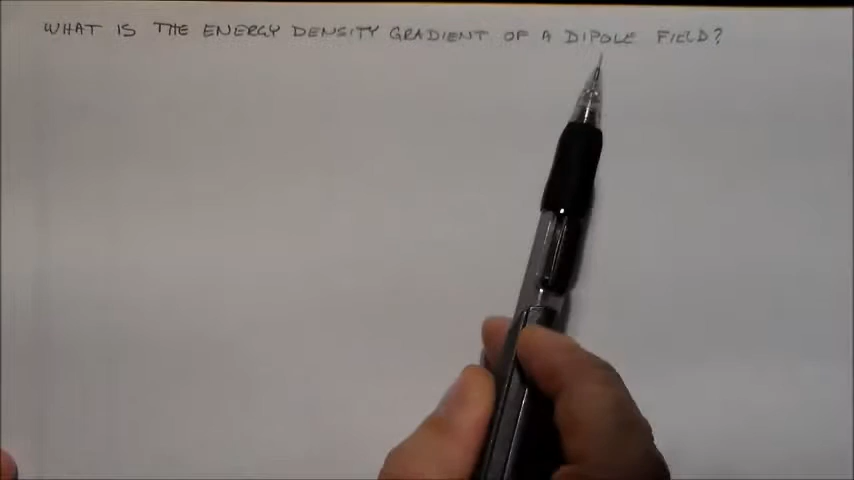 WHAT IS THE ENERGY DENSITY GRADIENT OF A DIPOLE FIELD?